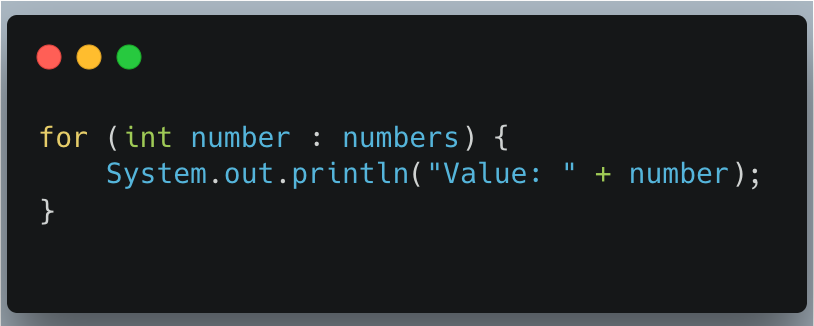 for (int number : numbers) {
    System.out.println("Value: " + number);
}